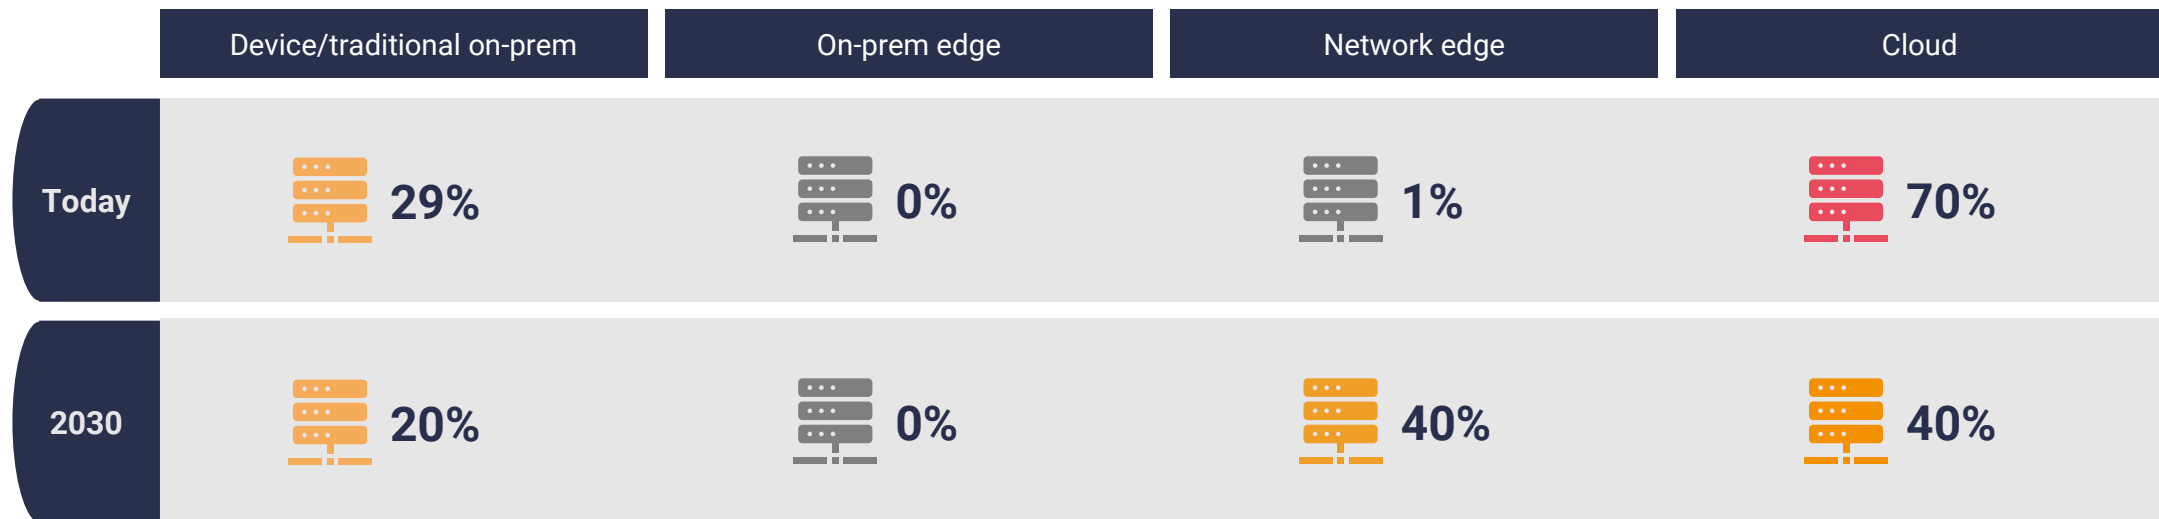 Device/traditional on-prem On-prem edge Network edge Cloud
Today 29% 0% 1% 70%
2030 20% 0% 40% 40%